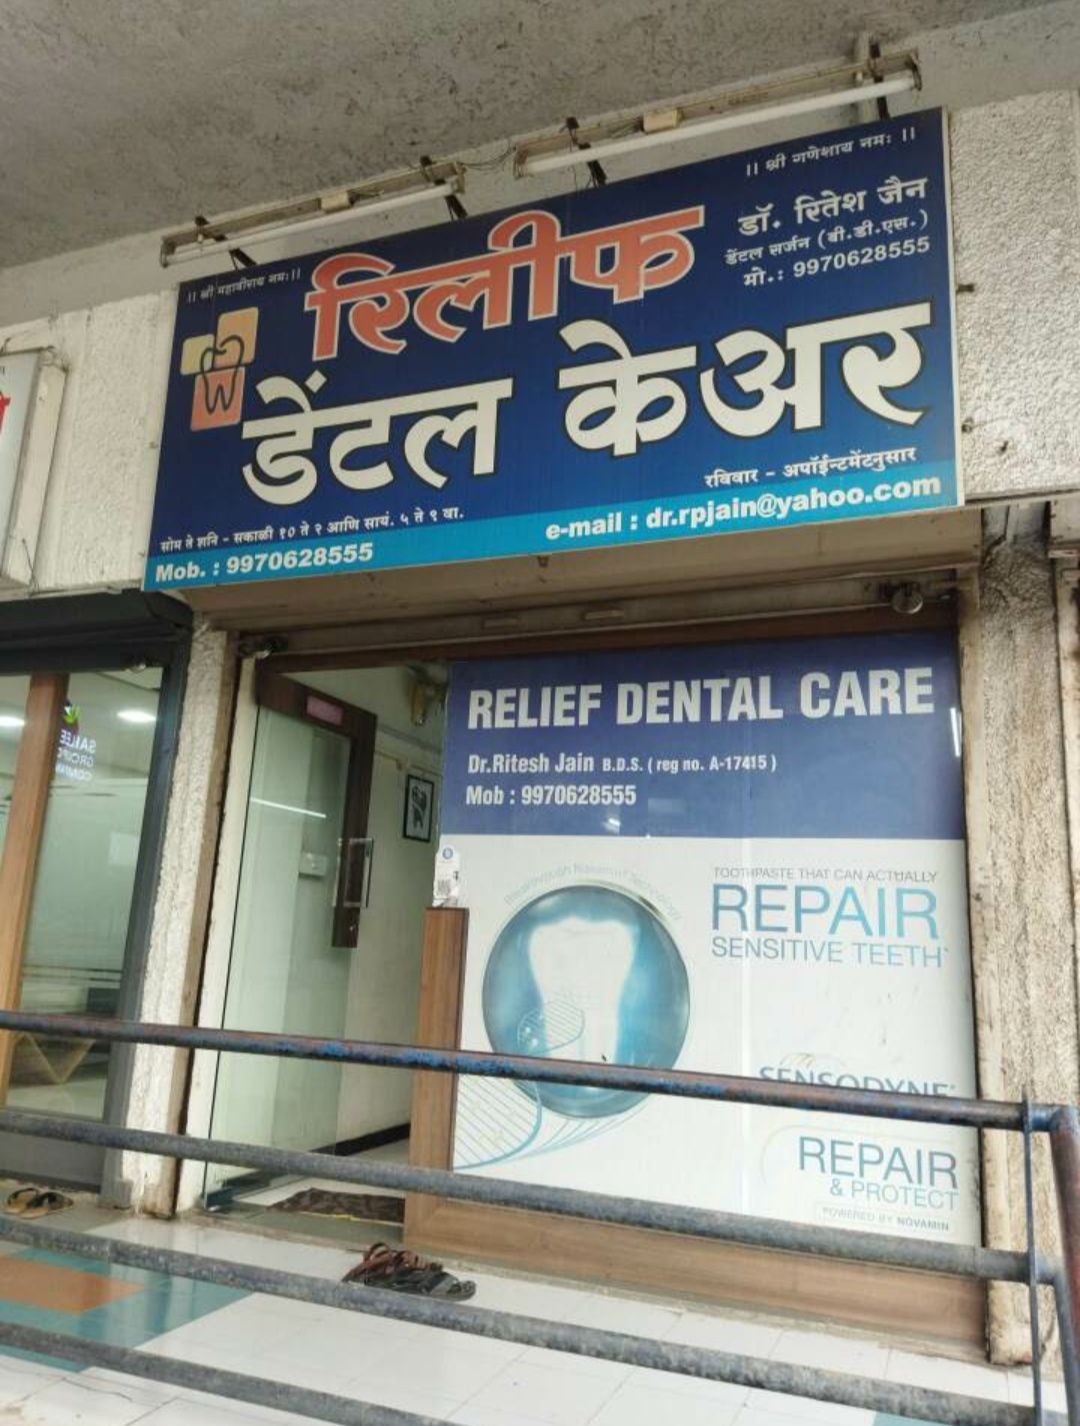 ॥ श्री महावीराय नमः॥
॥ श्री गणेशाय नमः ॥
रिलीफ
डेंटल केअर
डॉ. रितेश जैन
डेंटल सर्जन (बी.डी.एस.)
मो.: 9970628555
सोम ते शनि - सकाळी १० ते २ आणि सायं. ५ ते ९ वा.
रविवार - अपॉईन्टमेंटनुसार
Mob. : 9970628555
e-mail : dr.rpjain@yahoo.com
RELIEF DENTAL CARE
Dr.Ritesh Jain B.D.S. ( reg no. A-17415 )
Mob : 9970628555
TOOTHPASTE THAT CAN ACTUALLY
REPAIR
SENSITIVE TEETH*
SENSODYNE
REPAIR
& PROTECT
POWERED BY NOVAMIN